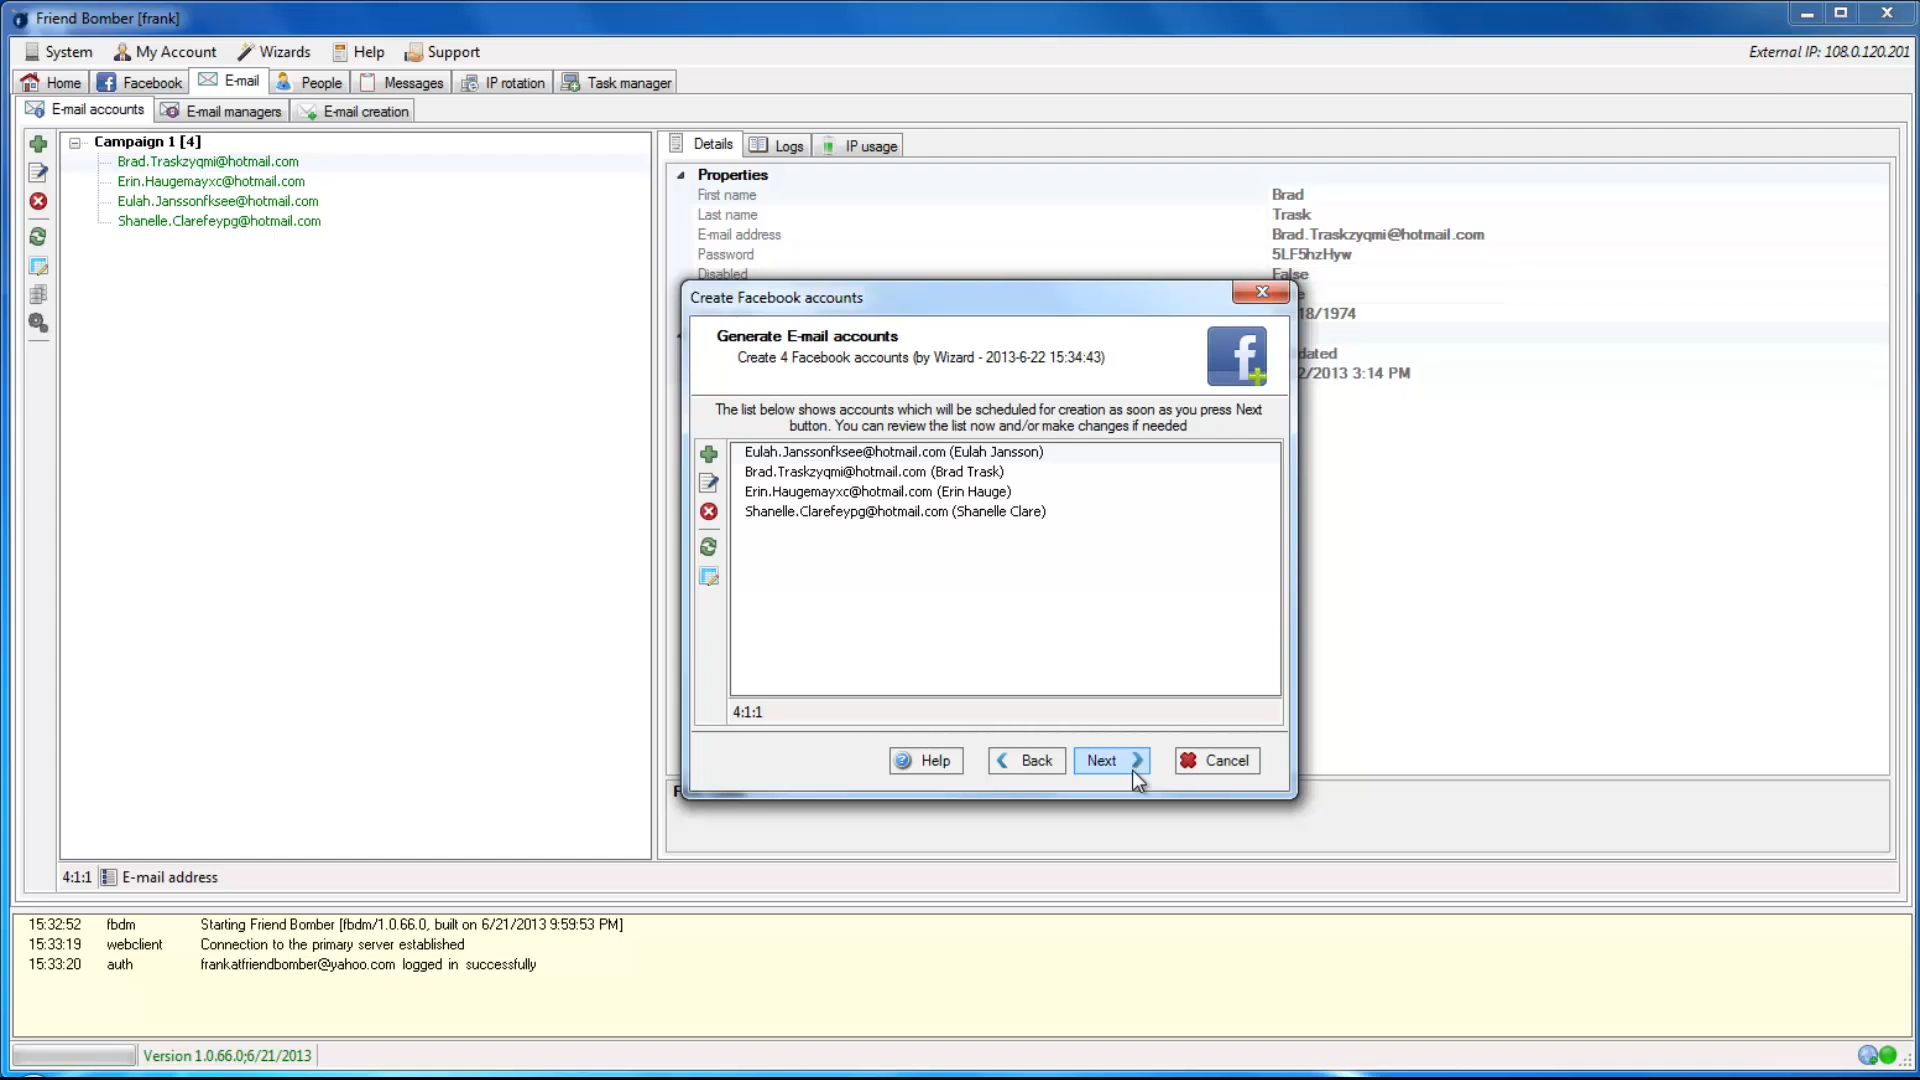 Friend Bomber [frank]
System My Account Wizards Help Support External IP: 108.0.120.201
Home Facebook E-mail People Messages IP rotation Task manager
E-mail accounts E-mail managers E-mail creation
Campaign 1 [4]
Brad.Traskzyqmi@hotmail.com
Erin.Haugemayxc@hotmail.com
Eulah.Janssonfksee@hotmail.com
Shanelle.Clarefeypg@hotmail.com
Details Logs IP usage
Properties
First name Brad
Last name Trask
E-mail address Brad.Traskzyqmi@hotmail.com
Password 5LF5hzHyw
Disabled False
18/1974
dated
2/2013 3:14 PM
Create Facebook accounts
Generate E-mail accounts
Create 4 Facebook accounts (by Wizard - 2013-6-22 15:34:43)
The list below shows accounts which will be scheduled for creation as soon as you press Next
button. You can review the list now and/or make changes if needed
Eulah.Janssonfksee@hotmail.com (Eulah Jansson)
Brad.Traskzyqmi@hotmail.com (Brad Trask)
Erin.Haugemayxc@hotmail.com (Erin Hauge)
Shanelle.Clarefeypg@hotmail.com (Shanelle Clare)
4:1:1
Help Back Next Cancel
4:1:1 E-mail address
15:32:52 fbdm Starting Friend Bomber [fbdm/1.0.66.0, built on 6/21/2013 9:59:53 PM]
15:33:19 webclient Connection to the primary server established
15:33:20 auth frankatfriendbomber@yahoo.com logged in successfully
Version 1.0.66.0;6/21/2013